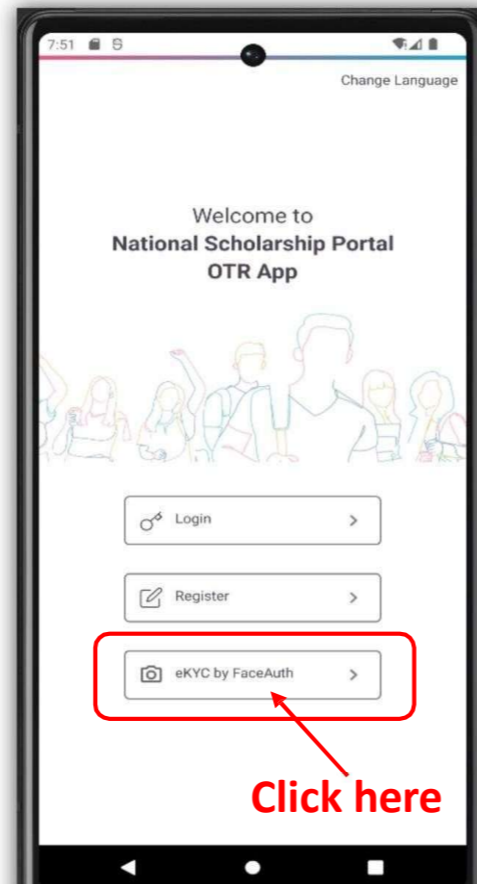 7:51
Change Language
Welcome to
National Scholarship Portal
OTR App
Login
Register
eKYC by FaceAuth
Click here